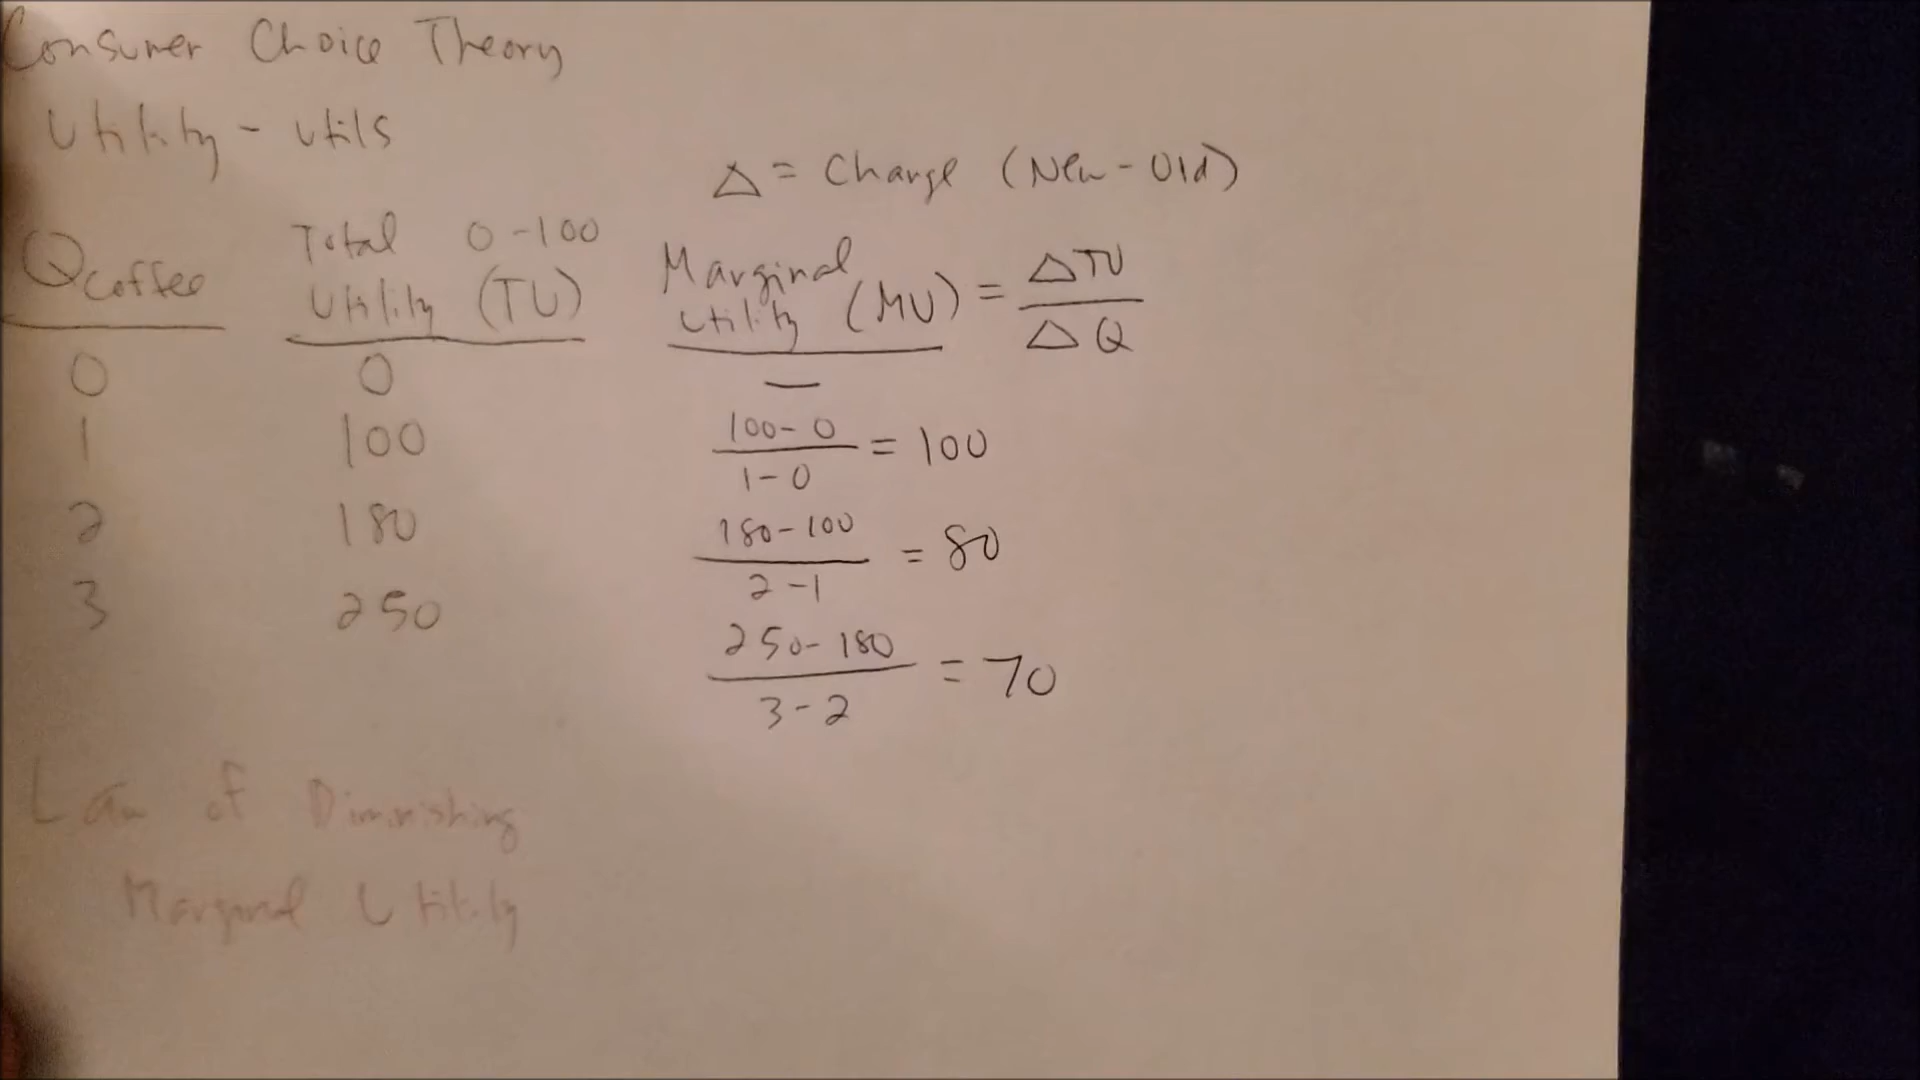 Consumer Choice Theory
Utility - utils
Δ = Change (New - Old)
Qcoffee
Total 0-100
Utility (TU)
Marginal
Utility (MU) = ΔTU / ΔQ
0 0 —
1 100 100-0 / 1-0 = 100
2 180 180-100 / 2-1 = 80
3 250 250-180 / 3-2 = 70
Law of Diminishing
Marginal Utility